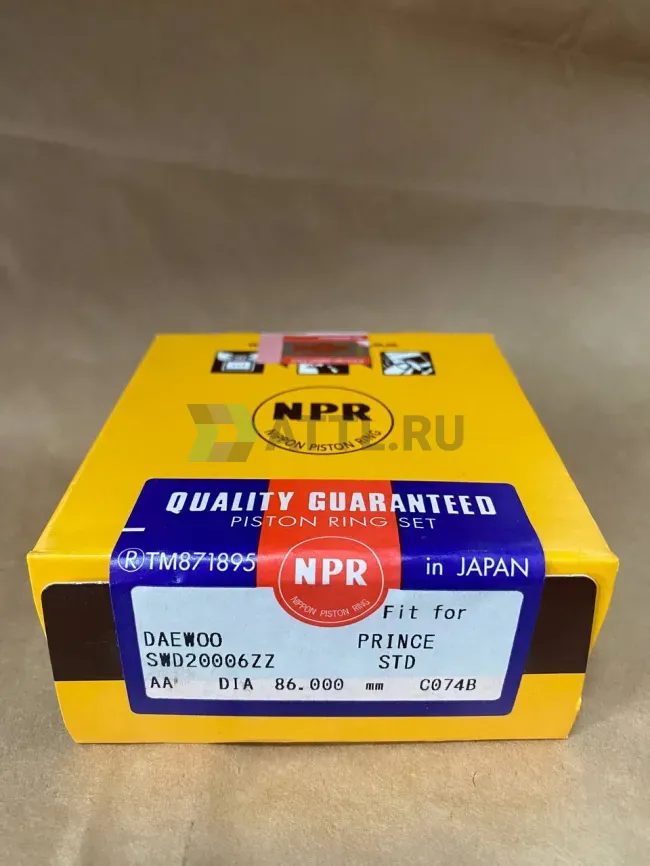 NPR
NIPPON PISTON RING
ATTZ.RU
QUALITY GUARANTEED
PISTON RING SET
®TM871895
NPR
NIPPON PISTON RING
in JAPAN
Fit for
DAEWOO PRINCE
SWD20006ZZ STD
AA DIA 86.000 mm C074B